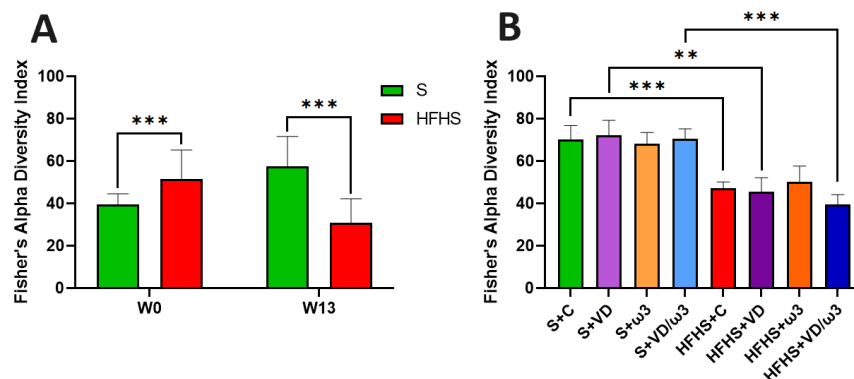 A
Fisher's Alpha Diversity Index
100
80
60
40
20
0
***
***
W0
W13
S
HFHS
B
Fisher's Alpha Diversity Index
100
80
60
40
20
0
***
**
***
S+C
S+VD
S+ω3
S+VD/ω3
HFHS+C
HFHS+VD
HFHS+ω3
HFHS+VD/ω3